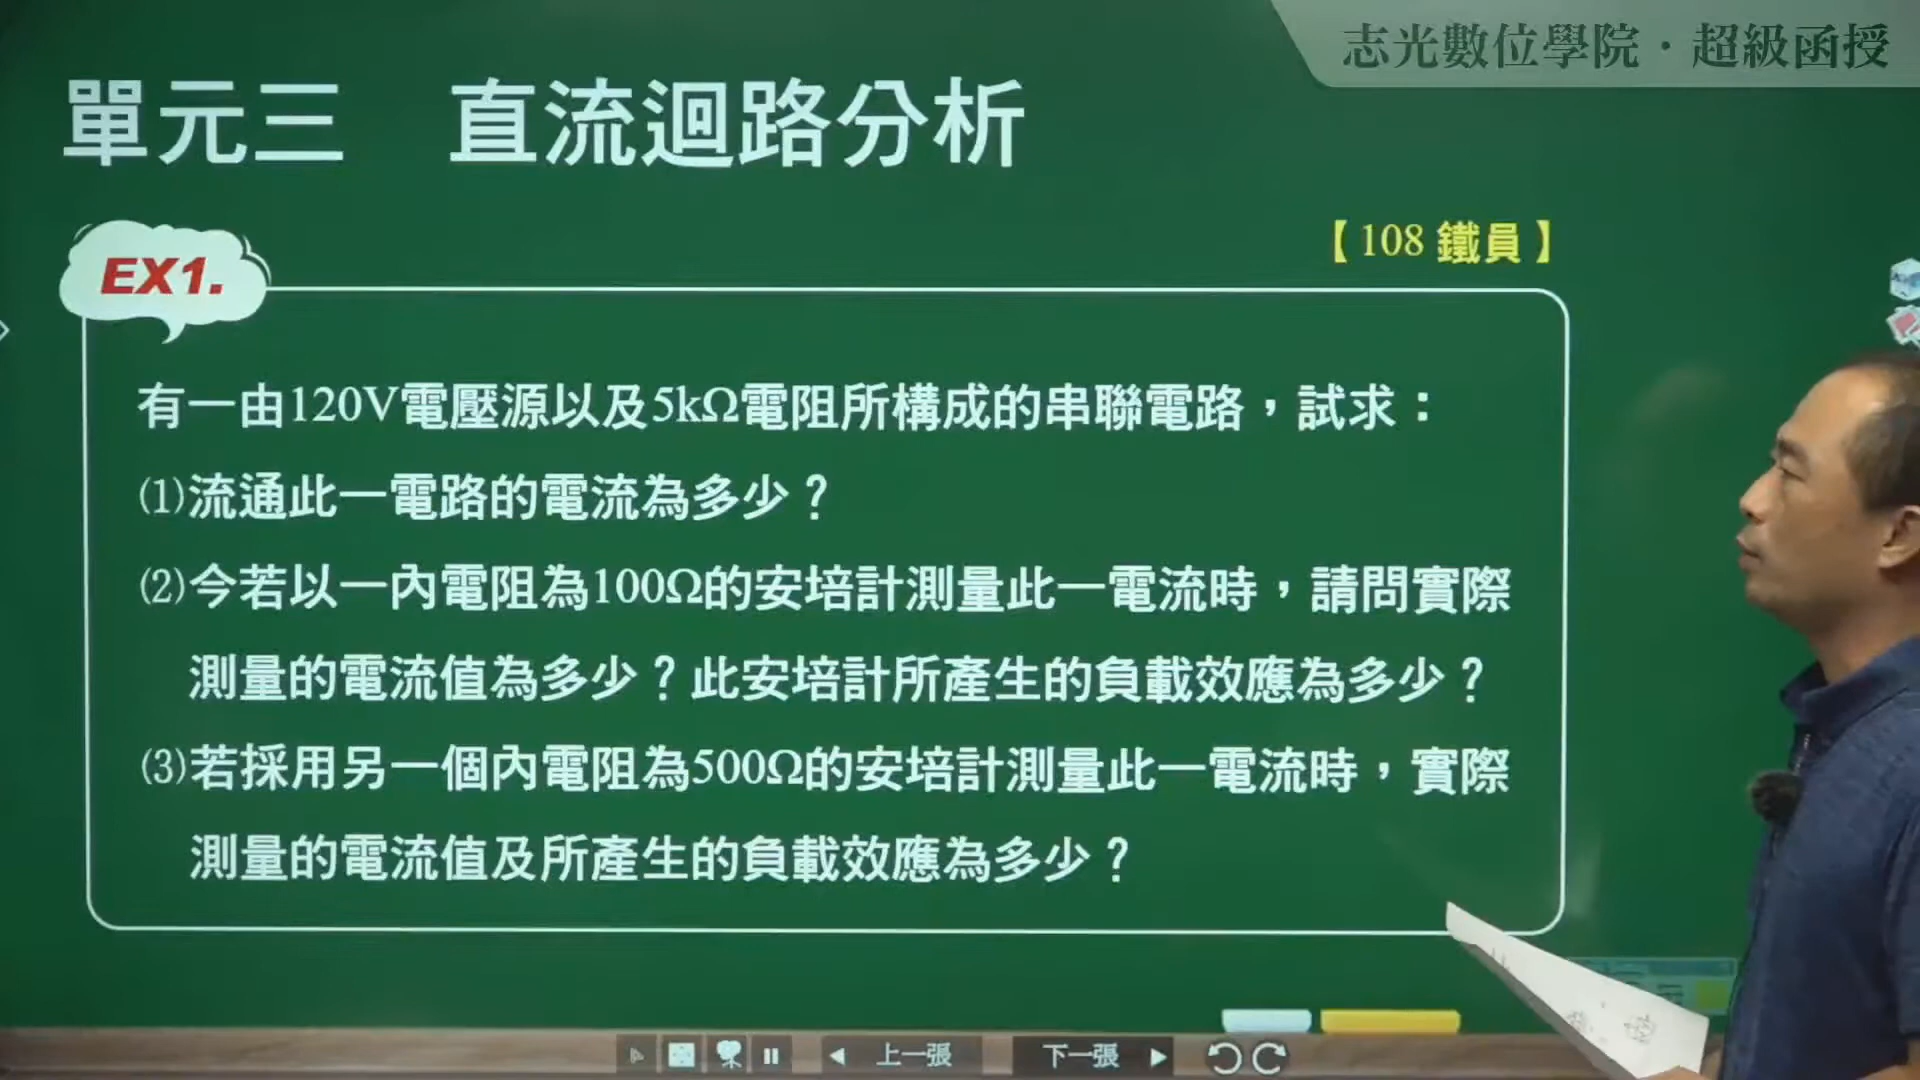 志光數位學院・超級函授
單元三 直流迴路分析
【108 鐵員】
EX1.
有一由120V電壓源以及5kΩ電阻所構成的串聯電路，試求：
⑴流通此一電路的電流為多少？
⑵今若以一內電阻為100Ω的安培計測量此一電流時，請問實際
測量的電流值為多少？此安培計所產生的負載效應為多少？
⑶若採用另一個內電阻為500Ω的安培計測量此一電流時，實際
測量的電流值及所產生的負載效應為多少？
上一張 下一張